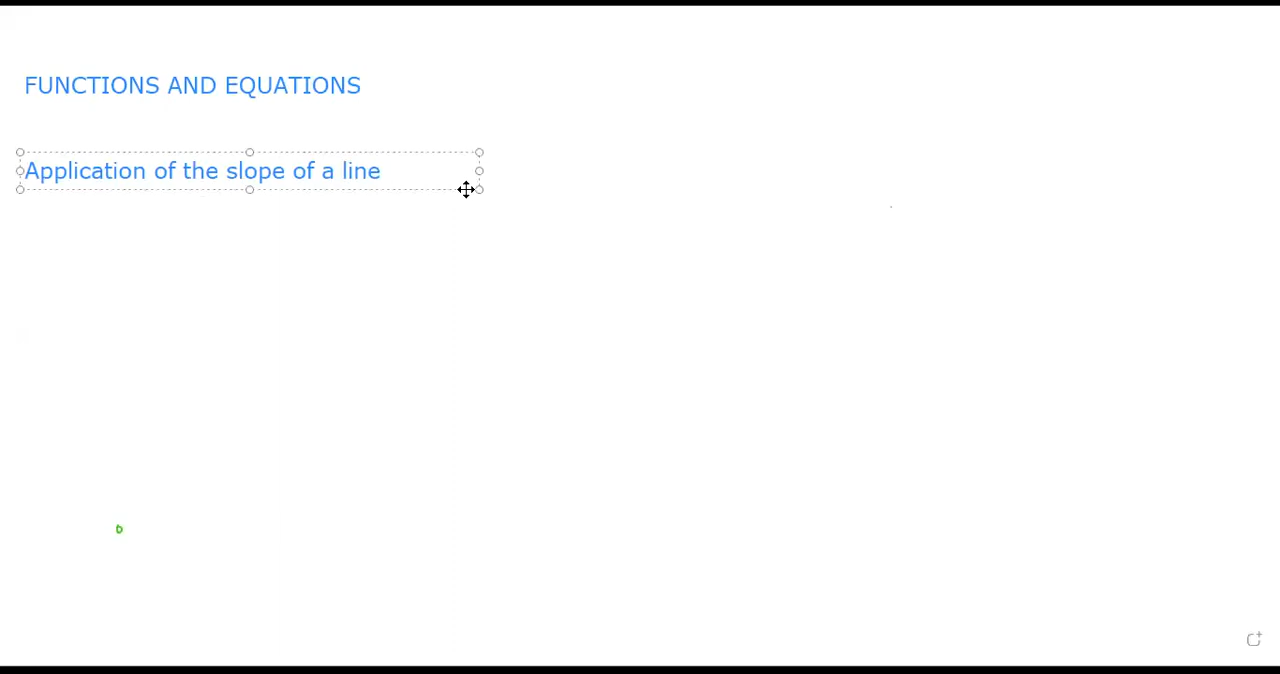 FUNCTIONS AND EQUATIONS
Application of the slope of a line